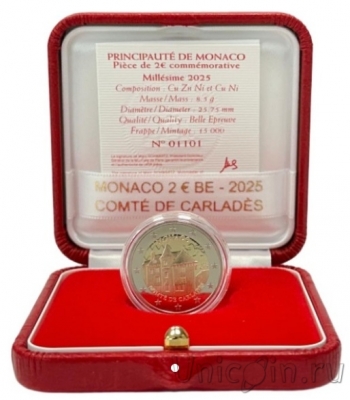 PRINCIPAUTÉ DE MONACO
Pièce de 2€ commémorative
Millésime 2025
Composition - Cu Zn Ni et Cu Ni
Masse/Mass - 8.5 g
Diamètre/Diameter - 25.75 mm
Qualité/Quality - Belle Epreuve
Frappe/Mintage - 15 000
N° 01101
MONACO 2 € BE - 2025
COMTÉ DE CARLADÈS